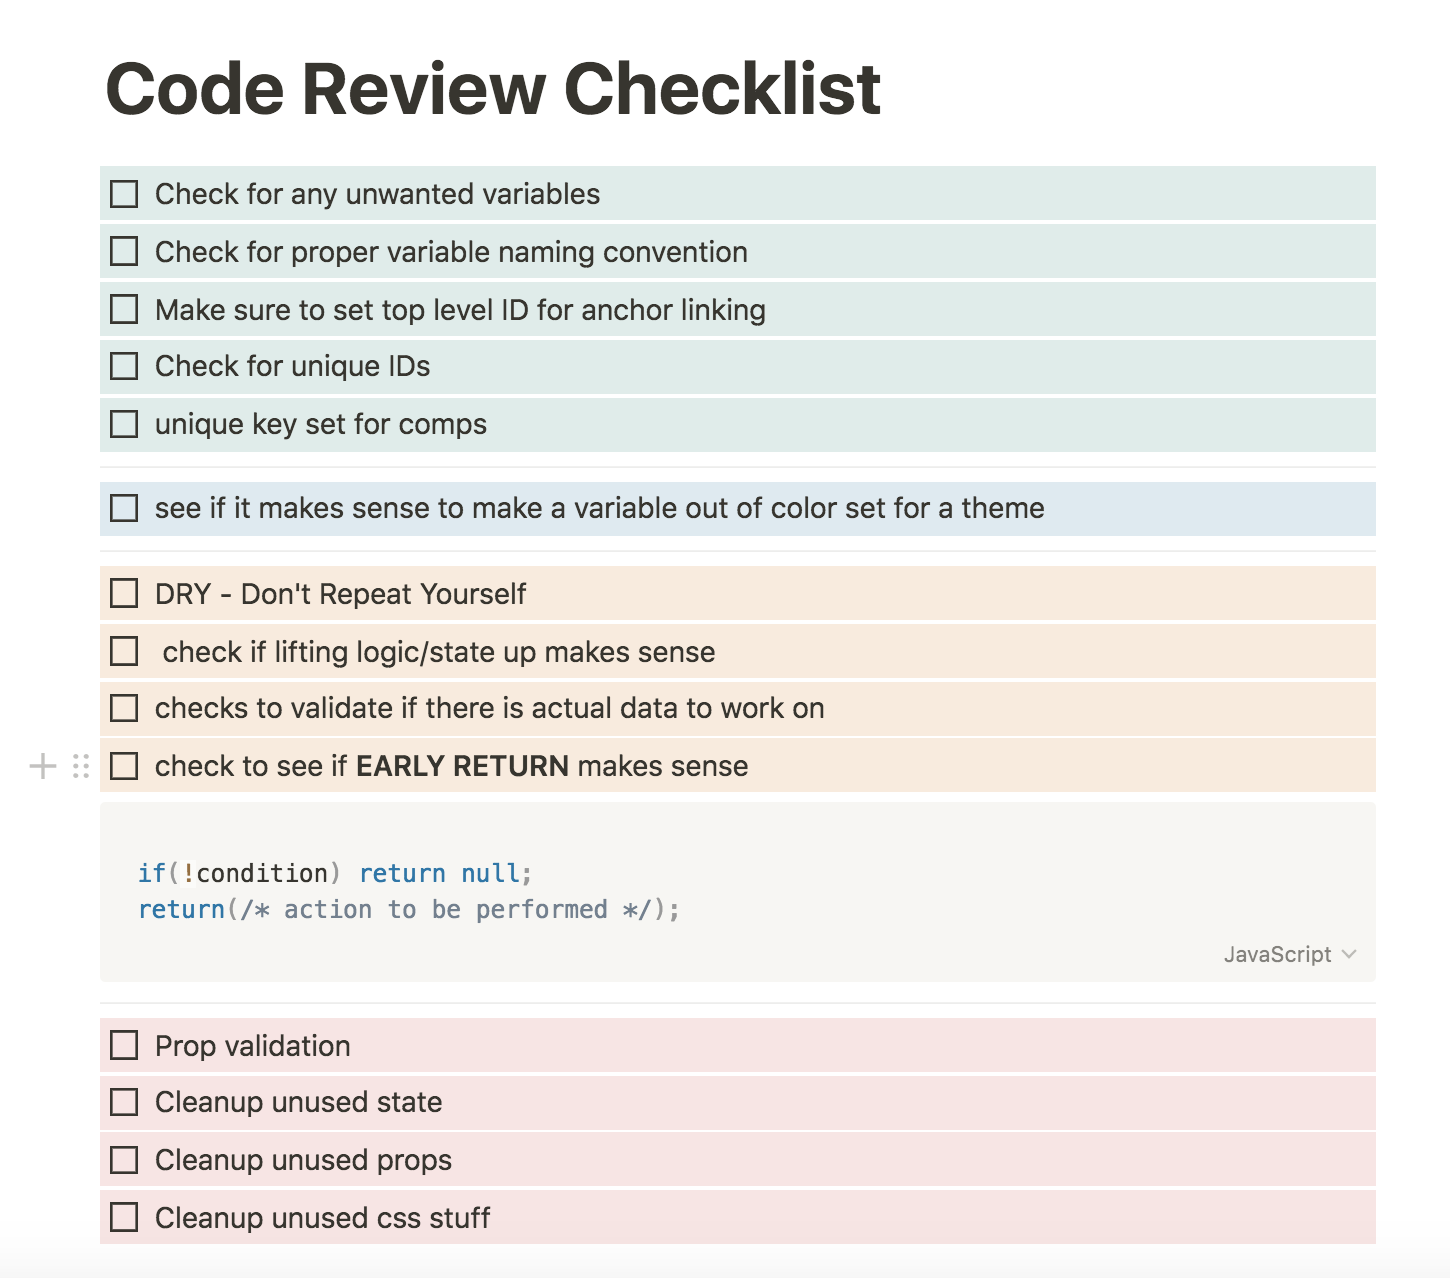 Code Review Checklist
Check for any unwanted variables
Check for proper variable naming convention
Make sure to set top level ID for anchor linking
Check for unique IDs
unique key set for comps
see if it makes sense to make a variable out of color set for a theme
DRY - Don't Repeat Yourself
check if lifting logic/state up makes sense
checks to validate if there is actual data to work on
check to see if EARLY RETURN makes sense
if(!condition) return null;
return(/* action to be performed */);
JavaScript
Prop validation
Cleanup unused state
Cleanup unused props
Cleanup unused css stuff